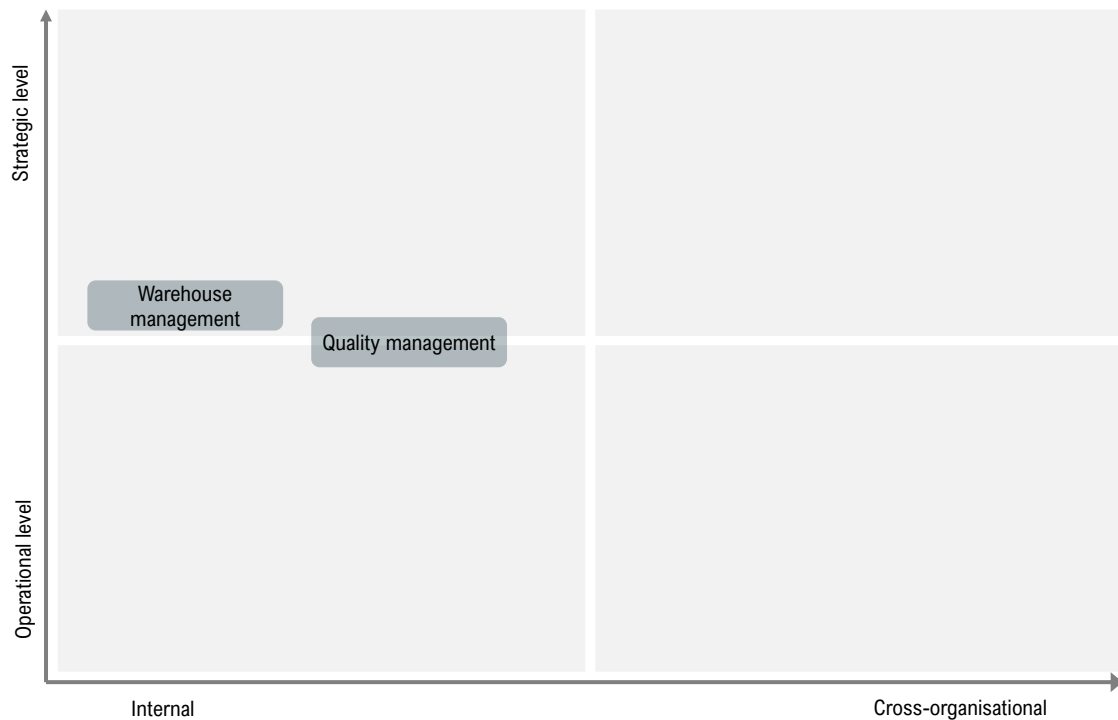 Strategic level
Warehouse
management
Quality management
Operational level
Internal
Cross-organisational